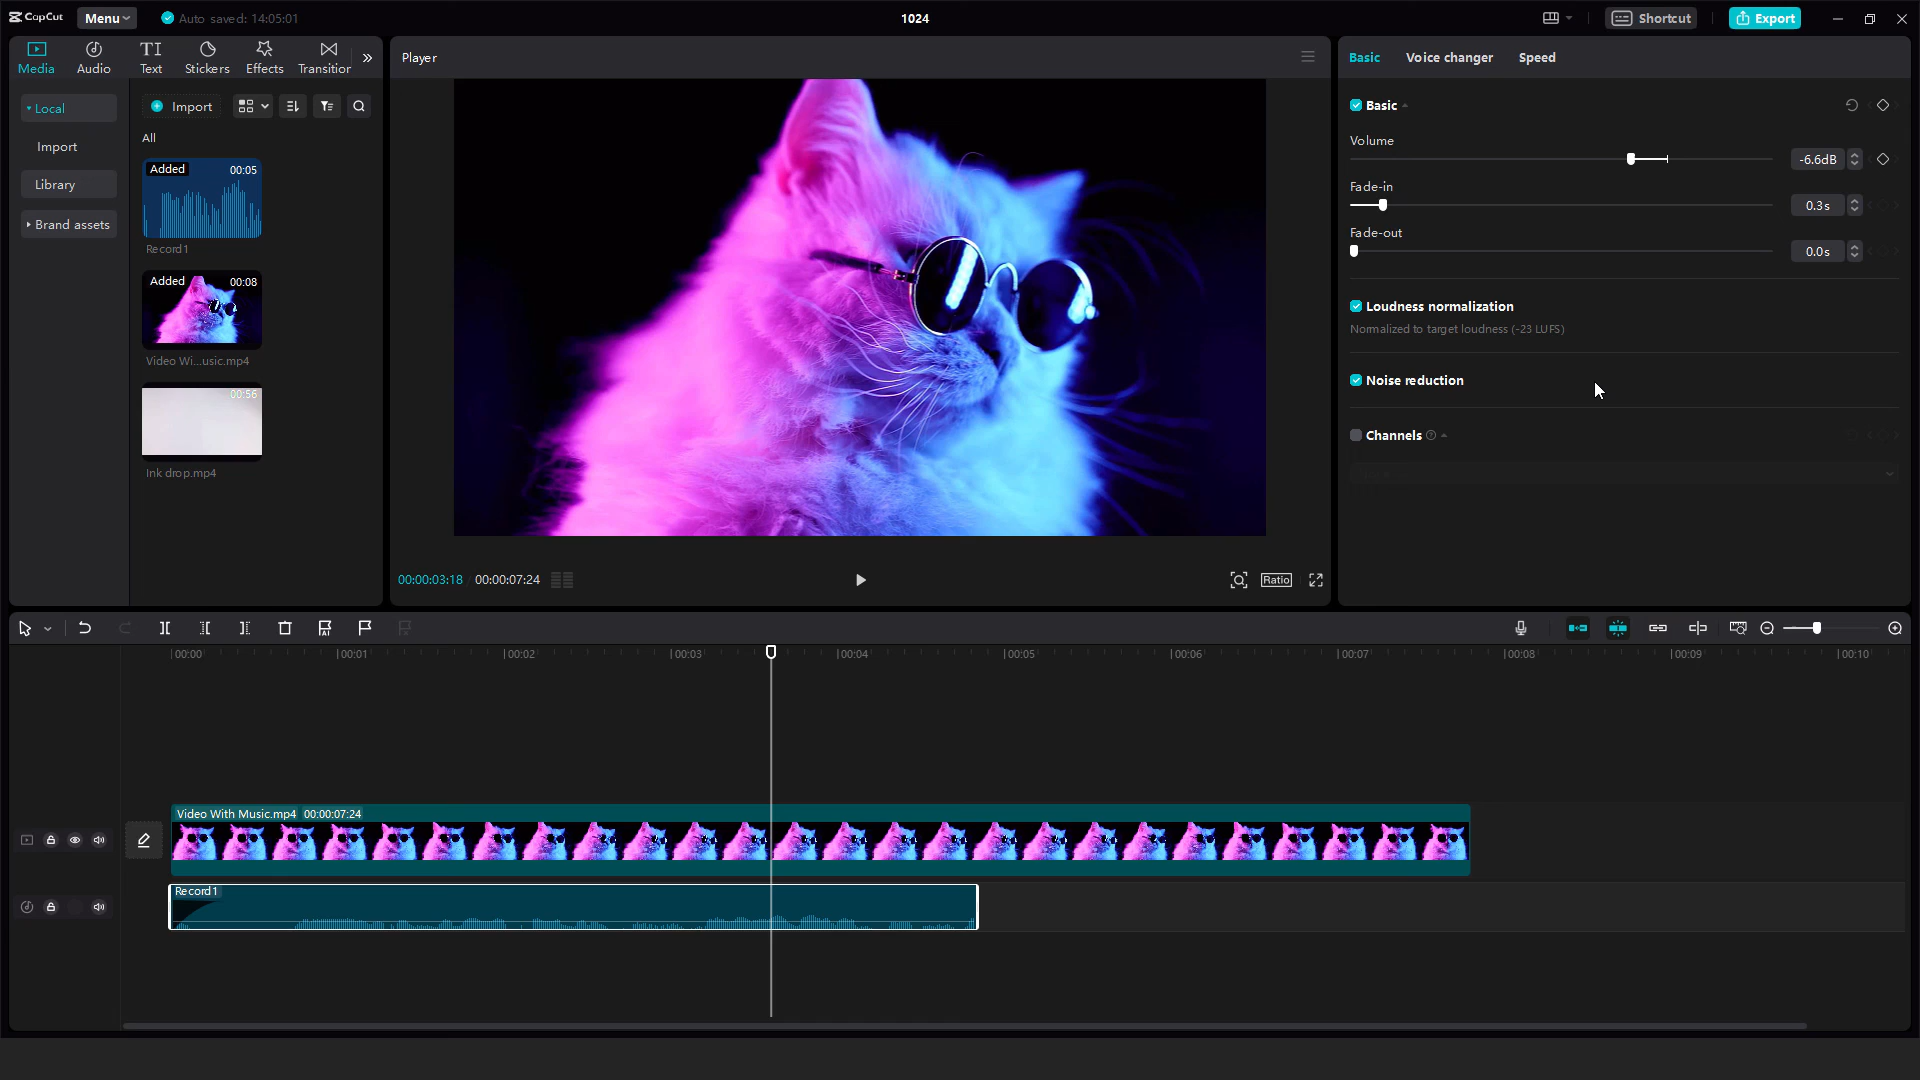 CapCut
Menu
Auto saved: 14:05:01
1024
Shortcut
Export
Media
Audio
Text
Stickers
Effects
Transitior
Player
Basic
Voice changer
Speed
Local
Import
Library
Brand assets
Import
All
Added
00:05
Record1
Added
00:08
Video Wi...usic.mp4
00:56
Ink drop.mp4
Basic
Volume
-6.6dB
Fade-in
0.3s
Fade-out
0.0s
Loudness normalization
Normalized to target loudness (-23 LUFS)
Noise reduction
Channels
00:00:03:18
00:00:07:24
Ratio
00:00
00:01
00:02
00:03
00:04
00:05
00:06
00:07
00:08
00:09
00:10
Video With Music.mp4 00:00:07:24
Record1